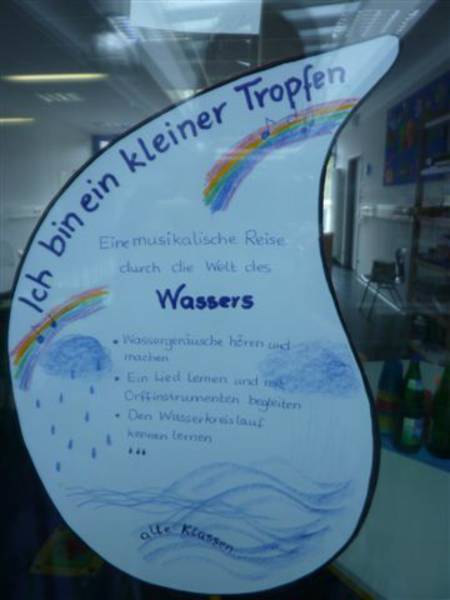 Ich bin ein kleiner Tropfen
Eine musikalische Reise
durch die Welt des
Wassers
• Wassergeräusche hören und
machen
• Ein Lied lernen und mit
Orffinstrumenten begleiten
• Den Wasserkreislauf
kennen lernen
alle Klassen